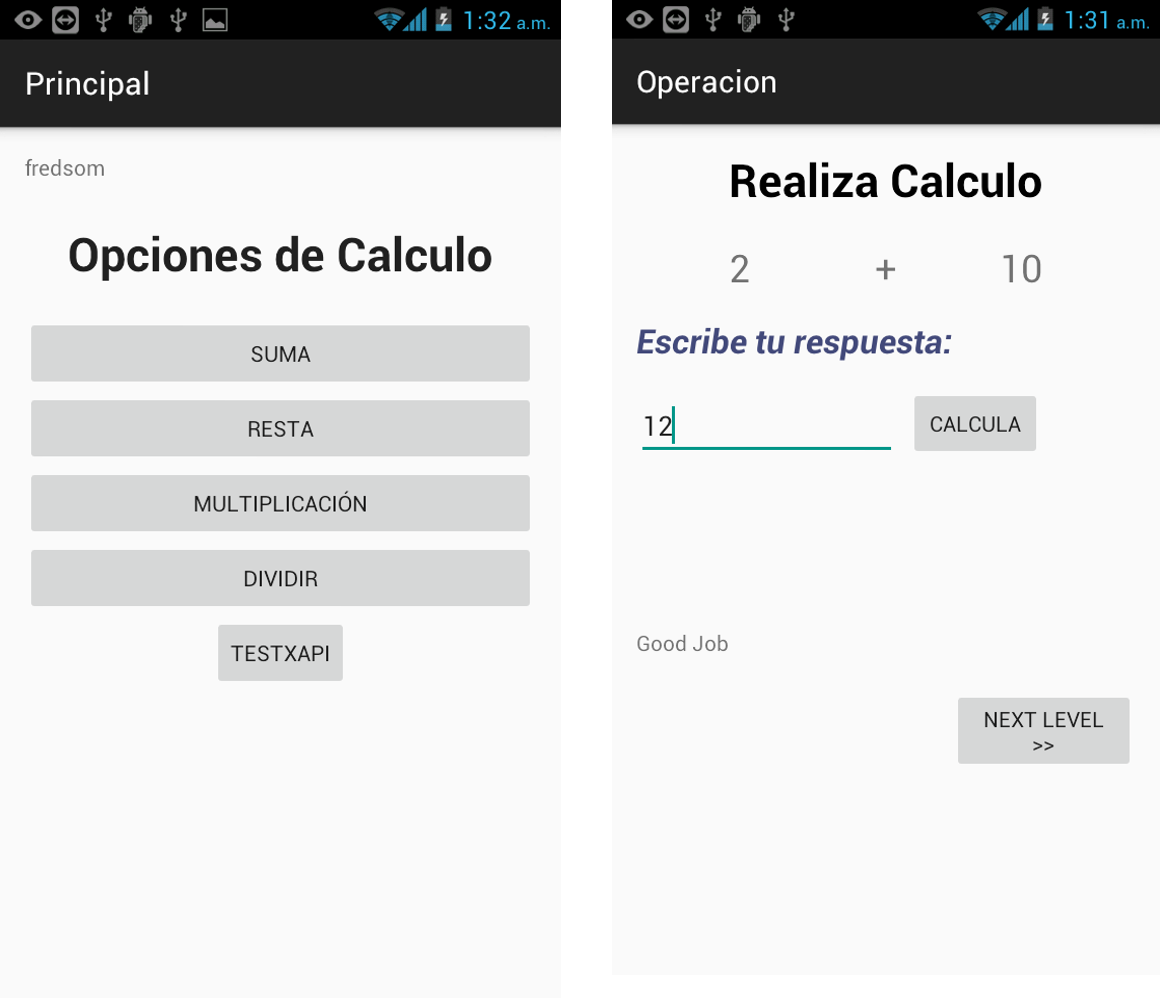 1:32 a.m.
Principal
fredsom
Opciones de Calculo
SUMA
RESTA
MULTIPLICACIÓN
DIVIDIR
TESTXAPI
1:31 a.m.
Operacion
Realiza Calculo
2 + 10
Escribe tu respuesta:
12 CALCULA
Good Job
NEXT LEVEL
>>